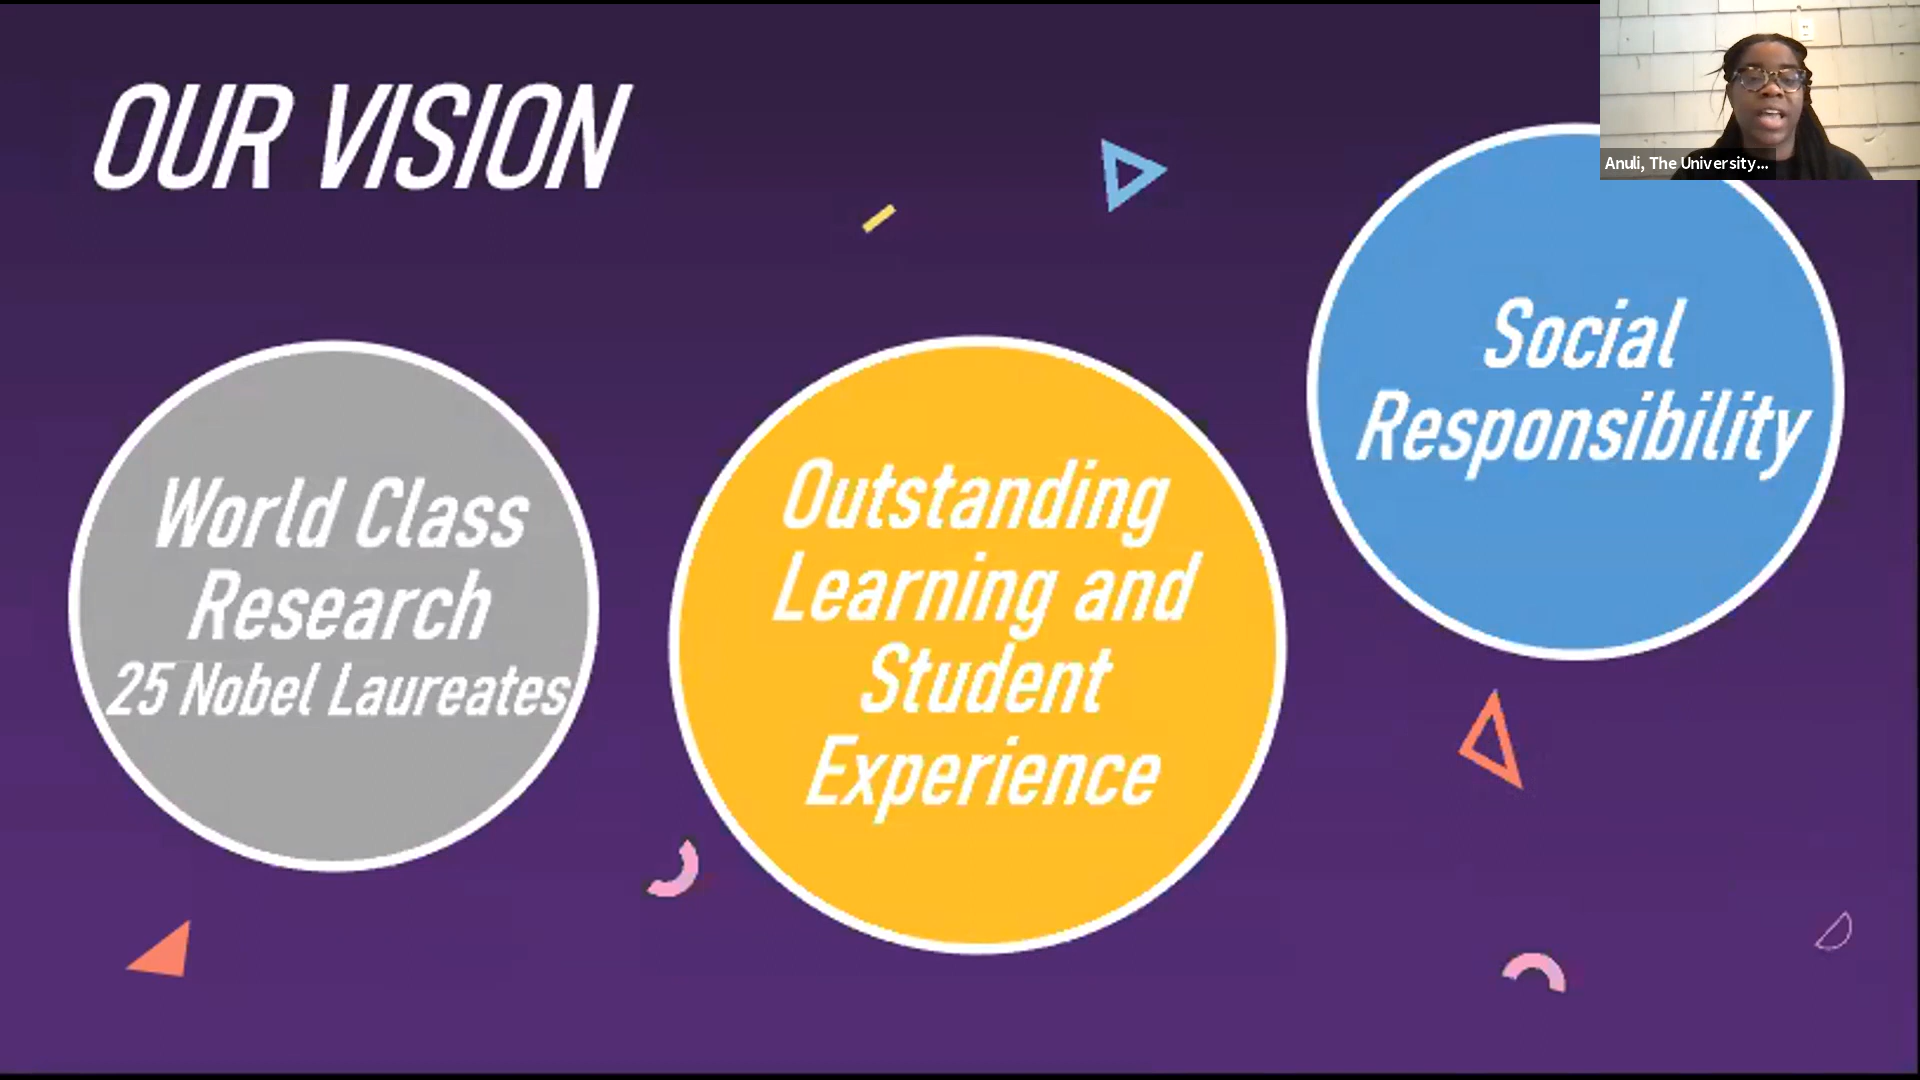 OUR VISION
World Class
Research
25 Nobel Laureates
Outstanding
Learning and
Student
Experience
Social
Responsibility
Anuli, The University...